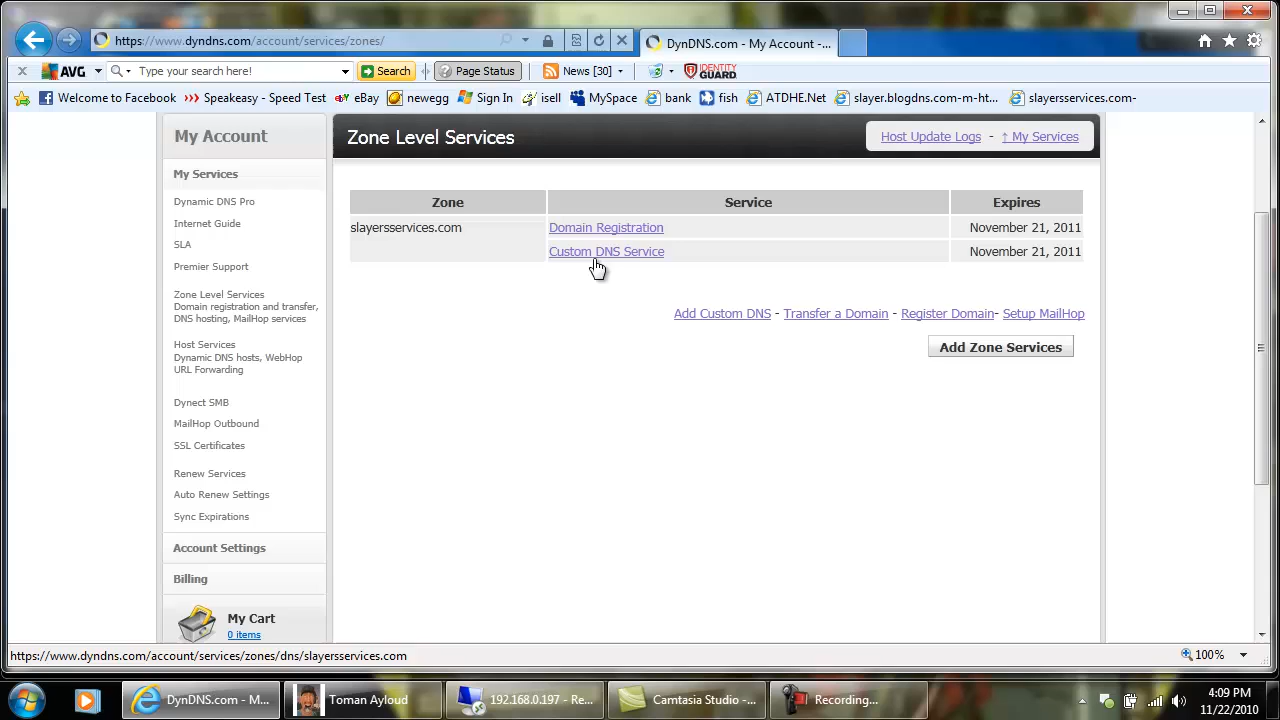 https://www.dyndns.com/account/services/zones/
DynDNS.com - My Account -...
AVG
Type your search here!
Search
Page Status
News [30]
IDENTITY GUARD
Welcome to Facebook
Speakeasy - Speed Test
eBay
newegg
Sign In
isell
MySpace
bank
fish
ATDHE.Net
slayer.blogdns.com-m-ht...
slayersservices.com-
My Account
My Services
Dynamic DNS Pro
Internet Guide
SLA
Premier Support
Zone Level Services
Domain registration and transfer,
DNS hosting, MailHop services
Host Services
Dynamic DNS hosts, WebHop
URL Forwarding
Dynect SMB
MailHop Outbound
SSL Certificates
Renew Services
Auto Renew Settings
Sync Expirations
Account Settings
Billing
My Cart
0 items
Zone Level Services
Host Update Logs - ↑ My Services
Zone Service Expires
slayersservices.com Domain Registration November 21, 2011
Custom DNS Service November 21, 2011
Add Custom DNS - Transfer a Domain - Register Domain- Setup MailHop
Add Zone Services
https://www.dyndns.com/account/services/zones/dns/slayersservices.com
100%
DynDNS.com - M...
Toman Ayloud
192.168.0.197 - Re...
Camtasia Studio -...
Recording...
4:09 PM
11/22/2010